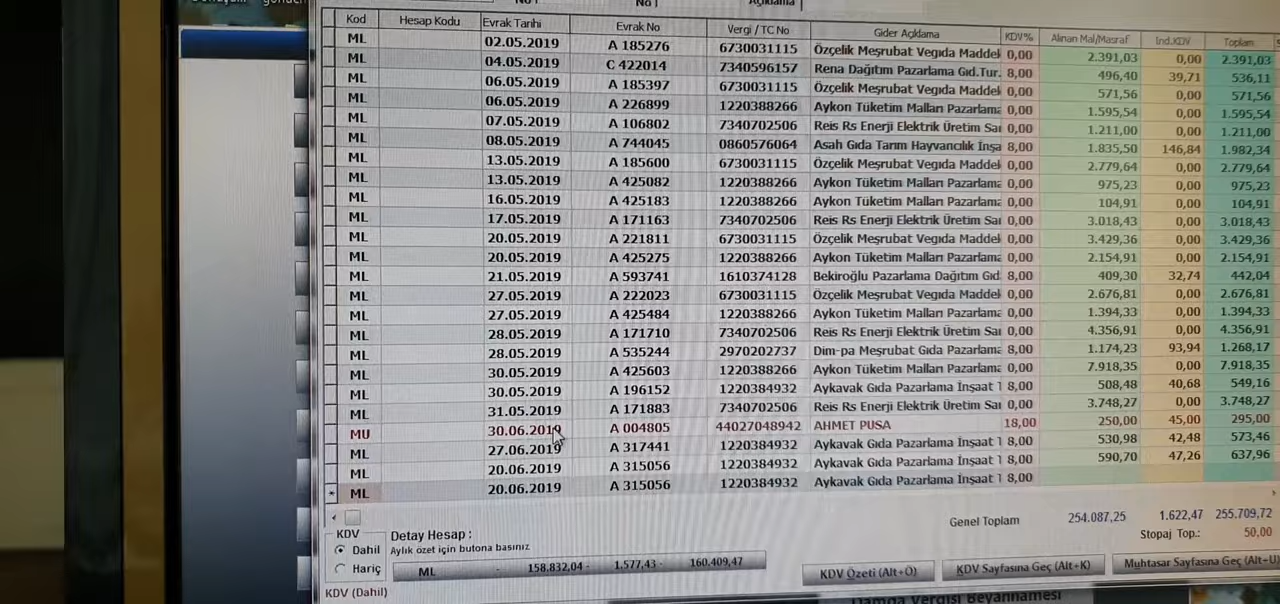 Kod Hesap Kodu Evrak Tarihi Evrak No Vergi / TC No Gider Açıklama KDV% Alınan Mal/Masraf İnd.KDV Toplam
ML 02.05.2019 A 185276 6730031115 Özçelik Meşrubat Vegıda Maddel 0,00 2.391,03 0,00 2.391,03
ML 04.05.2019 C 422014 7340596157 Rena Dağıtım Pazarlama Gıd.Tur. 8,00 496,40 39,71 536,11
ML 06.05.2019 A 185397 6730031115 Özçelik Meşrubat Vegıda Maddel 0,00 571,56 0,00 571,56
ML 06.05.2019 A 226899 1220388266 Aykon Tüketim Malları Pazarlama 0,00 1.595,54 0,00 1.595,54
ML 07.05.2019 A 106802 7340702506 Reis Rs Enerji Elektrik Üretim Sa 0,00 1.211,00 0,00 1.211,00
ML 08.05.2019 A 744045 0860576064 Asah Gıda Tarım Hayvancılık İnşa 8,00 1.835,50 146,84 1.982,34
ML 13.05.2019 A 185600 6730031115 Özçelik Meşrubat Vegıda Maddel 0,00 2.779,64 0,00 2.779,64
ML 13.05.2019 A 425082 1220388266 Aykon Tüketim Malları Pazarlama 0,00 975,23 0,00 975,23
ML 16.05.2019 A 425183 1220388266 Aykon Tüketim Malları Pazarlama 0,00 104,91 0,00 104,91
ML 17.05.2019 A 171163 7340702506 Reis Rs Enerji Elektrik Üretim Sa 0,00 3.018,43 0,00 3.018,43
ML 20.05.2019 A 221811 6730031115 Özçelik Meşrubat Vegıda Maddel 0,00 3.429,36 0,00 3.429,36
ML 20.05.2019 A 425275 1220388266 Aykon Tüketim Malları Pazarlama 0,00 2.154,91 0,00 2.154,91
ML 21.05.2019 A 593741 1610374128 Bekiroğlu Pazarlama Dağıtım Gıd 8,00 409,30 32,74 442,04
ML 27.05.2019 A 222023 6730031115 Özçelik Meşrubat Vegıda Maddel 0,00 2.676,81 0,00 2.676,81
ML 27.05.2019 A 425484 1220388266 Aykon Tüketim Malları Pazarlama 0,00 1.394,33 0,00 1.394,33
ML 28.05.2019 A 171710 7340702506 Reis Rs Enerji Elektrik Üretim Sa 0,00 4.356,91 0,00 4.356,91
ML 28.05.2019 A 535244 2970202737 Dim-pa Meşrubat Gıda Pazarlama 8,00 1.174,23 93,94 1.268,17
ML 30.05.2019 A 425603 1220388266 Aykon Tüketim Malları Pazarlama 0,00 7.918,35 0,00 7.918,35
ML 30.05.2019 A 196152 1220384932 Aykavak Gıda Pazarlama İnşaat T 8,00 508,48 40,68 549,16
ML 31.05.2019 A 171883 7340702506 Reis Rs Enerji Elektrik Üretim Sa 0,00 3.748,27 0,00 3.748,27
MU 30.06.2019 A 004805 44027048942 AHMET PUSA 18,00 250,00 45,00 295,00
ML 27.06.2019 A 317441 1220384932 Aykavak Gıda Pazarlama İnşaat T 8,00 530,98 42,48 573,46
ML 20.06.2019 A 315056 1220384932 Aykavak Gıda Pazarlama İnşaat T 8,00 590,70 47,26 637,96
* ML 20.06.2019 A 315056 1220384932 Aykavak Gıda Pazarlama İnşaat T 8,00
Genel Toplam 254.087,25 1.622,47 255.709,72
Stopaj Top.: 50,00
KDV Detay Hesap :
Dahil Aylık özet için butona basınız
Hariç ML - 158.832,04 - 1.577,43 - 160.409,47
KDV Özeti (Alt+Ö) KDV Sayfasına Geç (Alt+K) Muhtasar Sayfasına Geç (Alt+U)
KDV (Dahil)
Damga Vergisi Beyannamesi